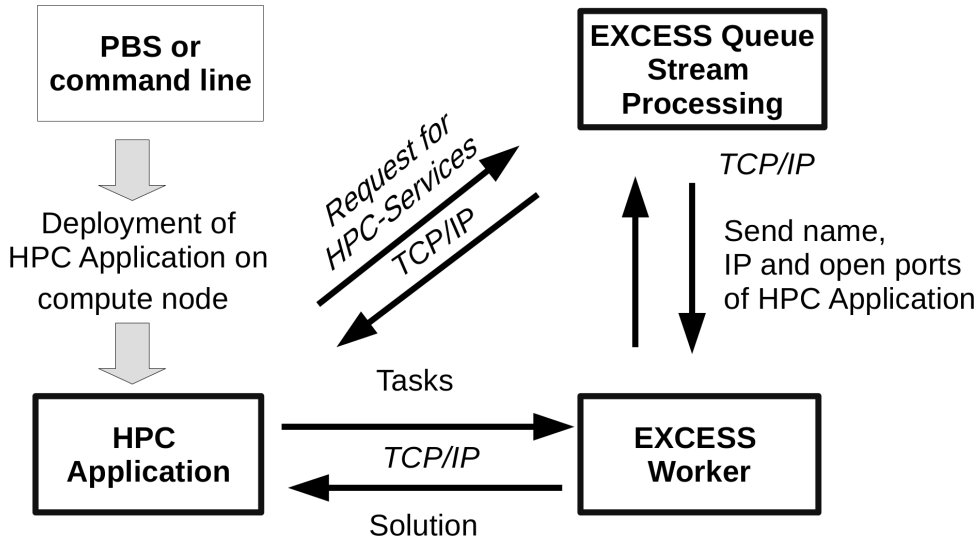 PBS or
command line
EXCESS Queue
Stream
Processing
Request for
HPC-Services
TCP/IP
TCP/IP
Deployment of
HPC Application on
compute node
Send name,
IP and open ports
of HPC Application
Tasks
HPC
Application
TCP/IP
EXCESS
Worker
Solution